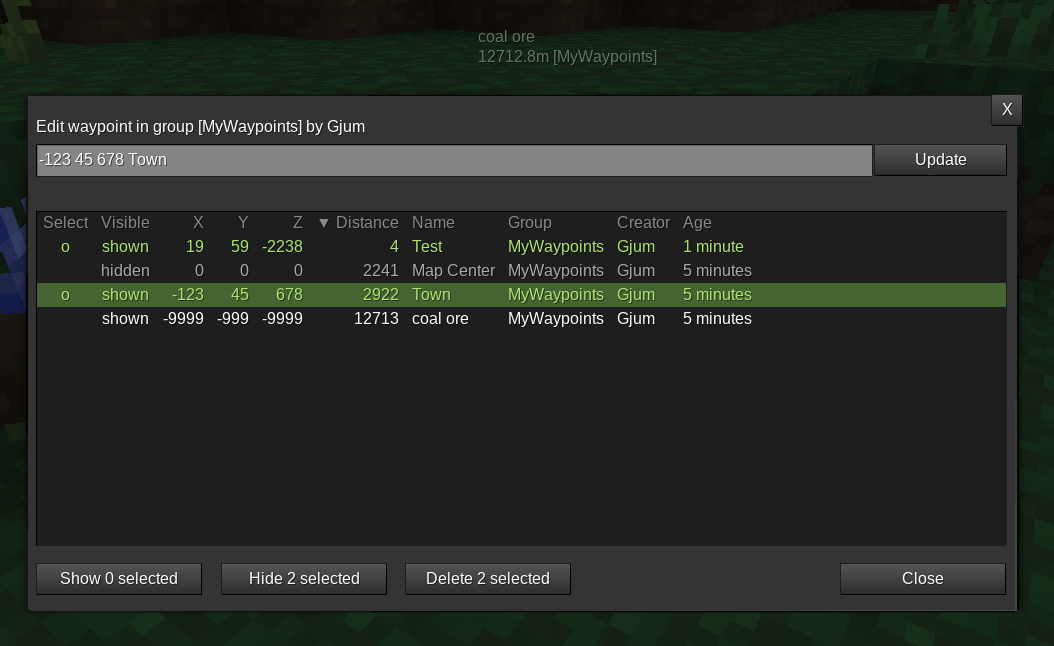 coal ore
12712.8m [MyWaypoints]
X
Edit waypoint in group [MyWaypoints] by Gjum
-123 45 678 Town
Update
Select Visible X Y Z ▼ Distance Name Group Creator Age
o shown 19 59 -2238 4 Test MyWaypoints Gjum 1 minute
hidden 0 0 0 2241 Map Center MyWaypoints Gjum 5 minutes
o shown -123 45 678 2922 Town MyWaypoints Gjum 5 minutes
shown -9999 -999 -9999 12713 coal ore MyWaypoints Gjum 5 minutes
Show 0 selected Hide 2 selected Delete 2 selected Close